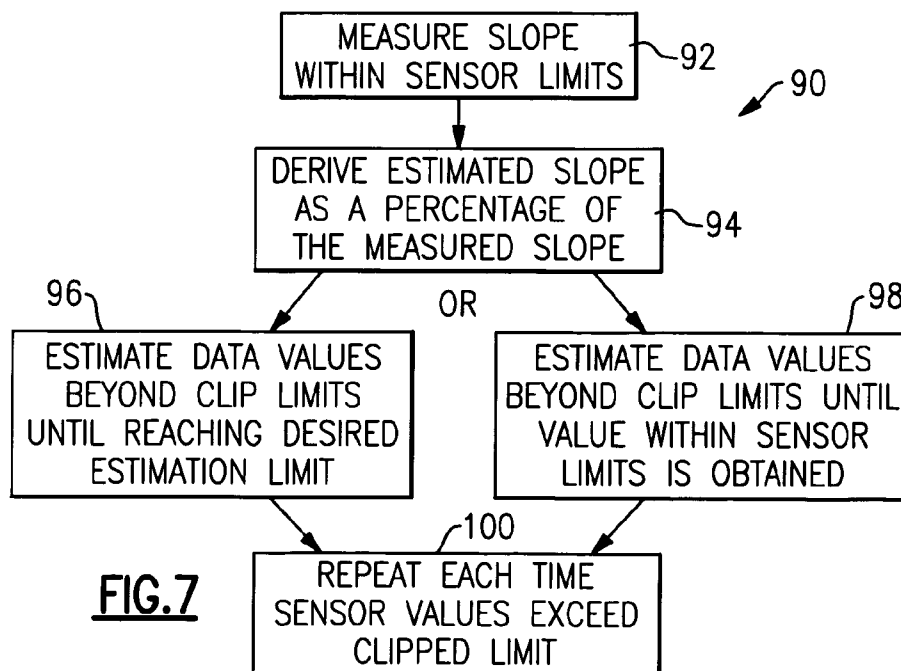 MEASURE SLOPE
WITHIN SENSOR LIMITS
92
90
DERIVE ESTIMATED SLOPE
AS A PERCENTAGE OF
THE MEASURED SLOPE
94
OR
96
ESTIMATE DATA VALUES
BEYOND CLIP LIMITS
UNTIL REACHING DESIRED
ESTIMATION LIMIT
98
ESTIMATE DATA VALUES
BEYOND CLIP LIMITS UNTIL
VALUE WITHIN SENSOR
LIMITS IS OBTAINED
100
REPEAT EACH TIME
SENSOR VALUES EXCEED
CLIPPED LIMIT
FIG.7